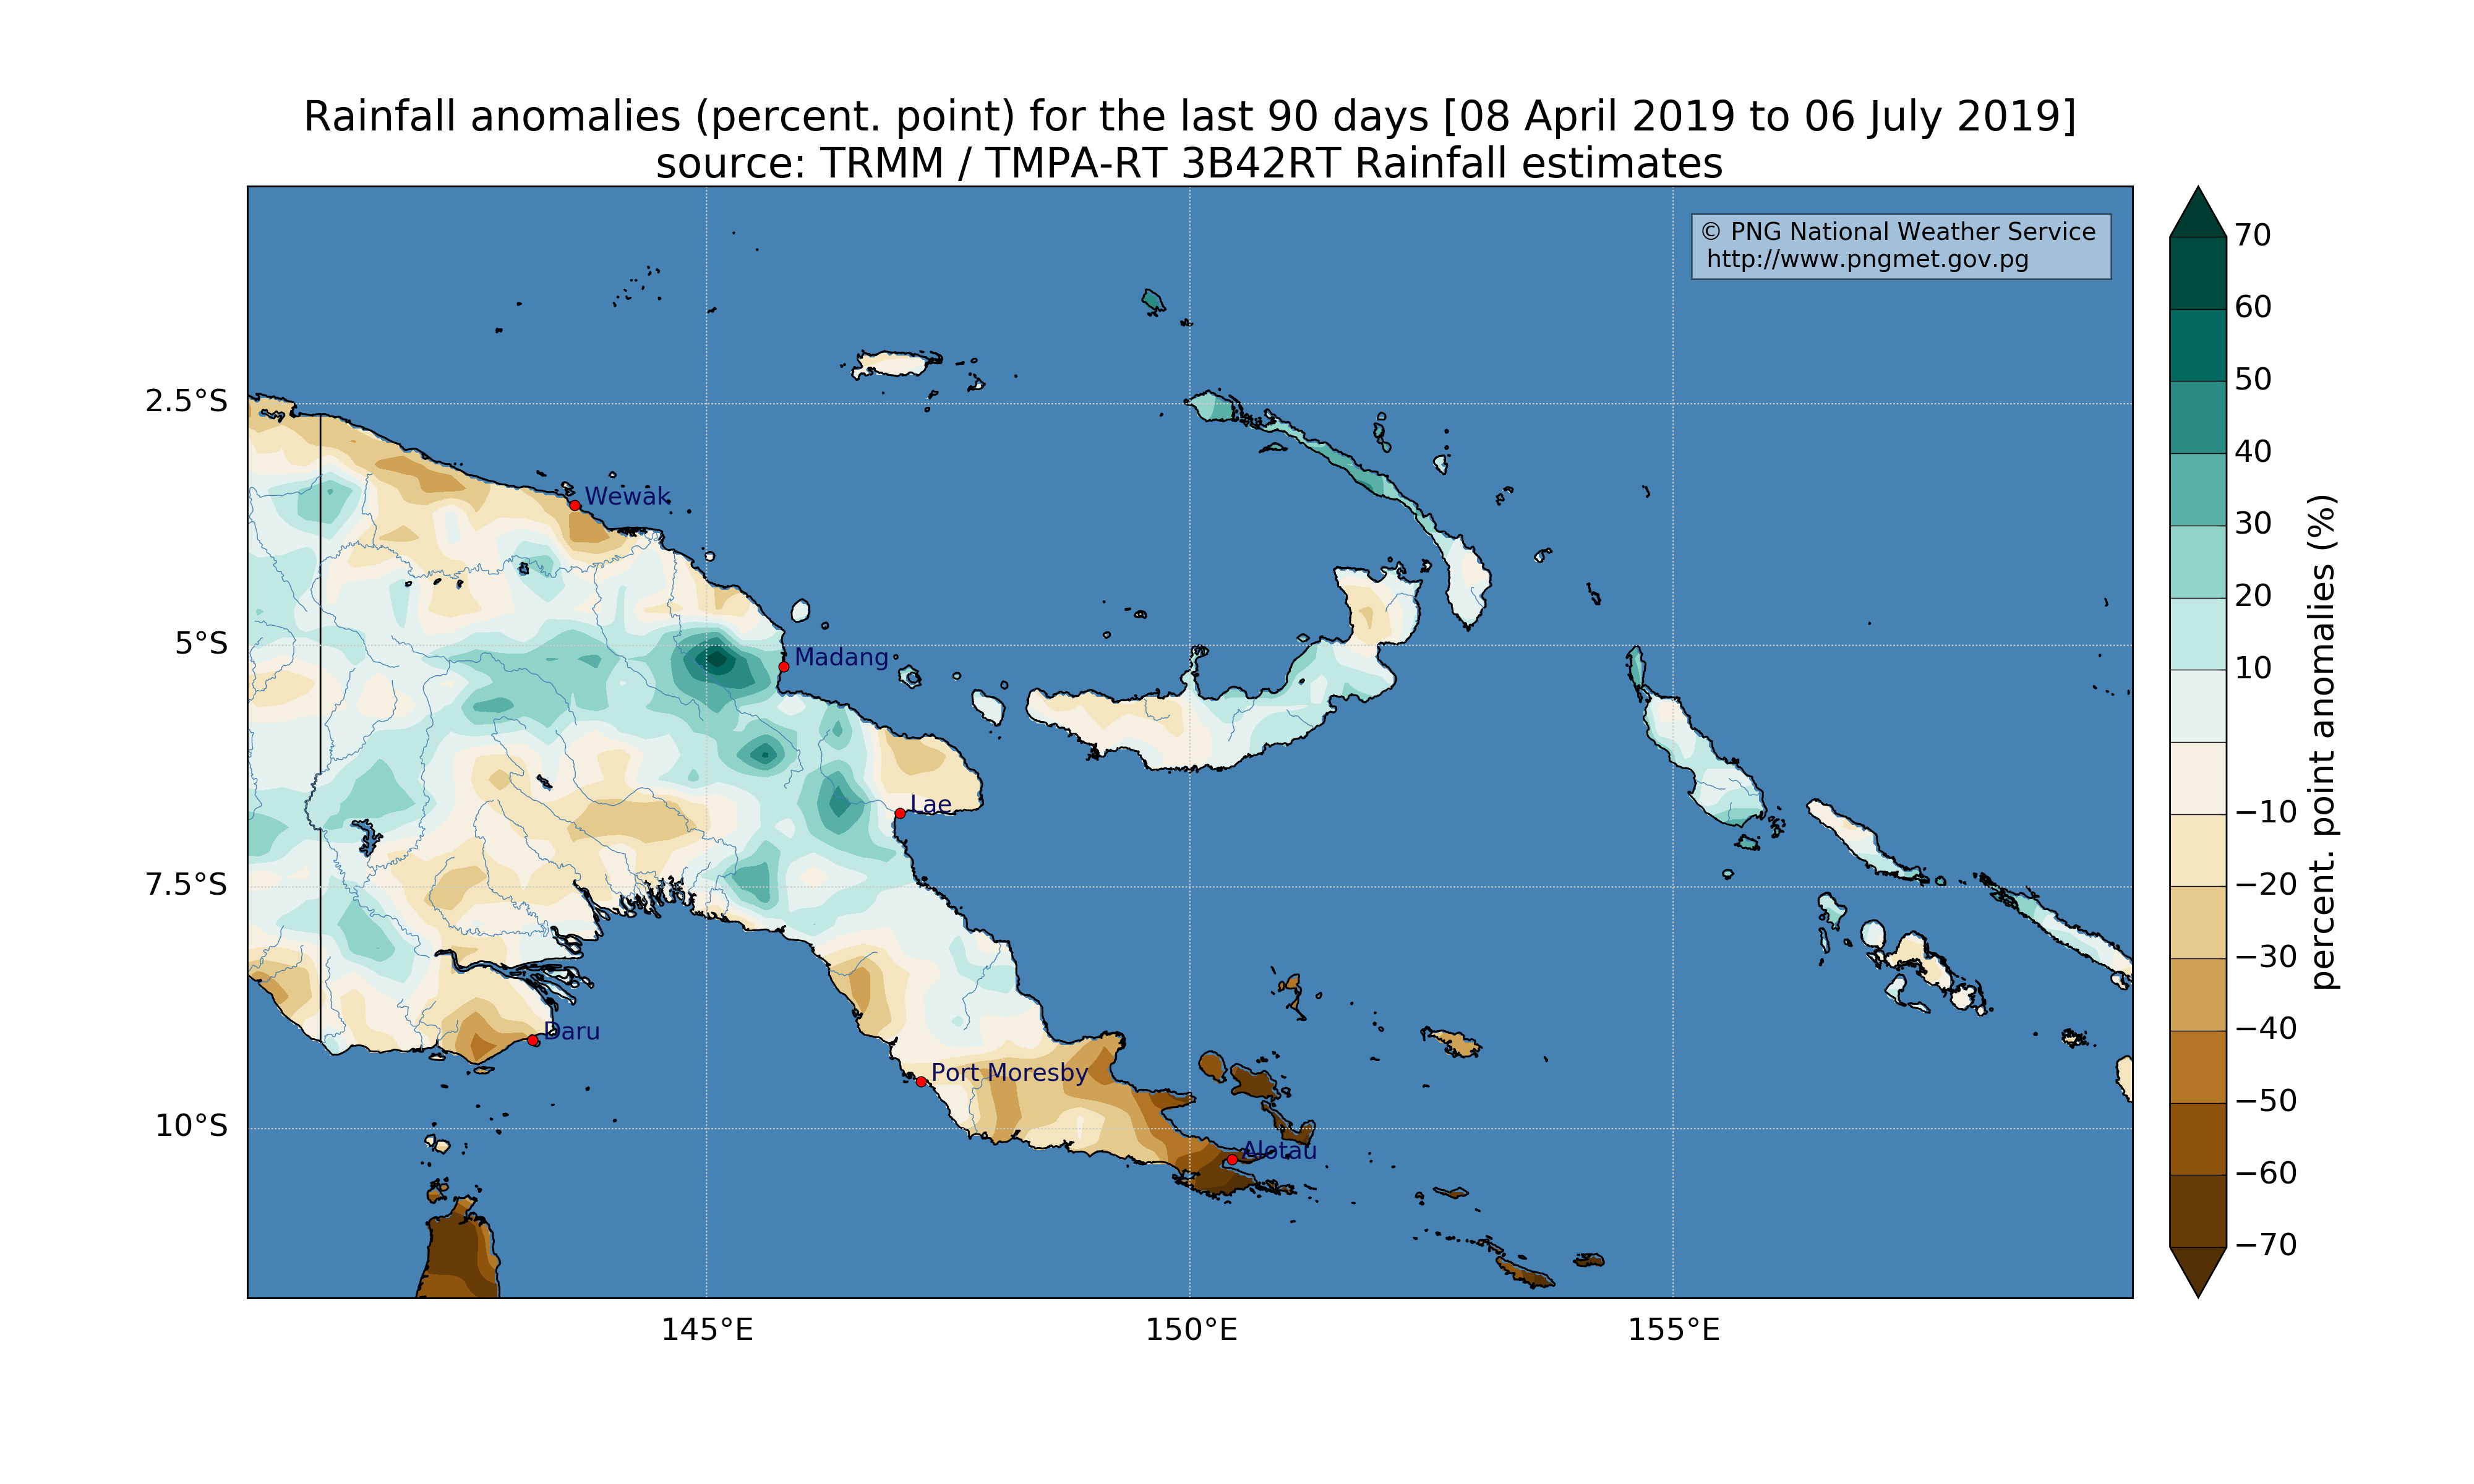 Rainfall anomalies (percent. point) for the last 90 days [08 April 2019 to 06 July 2019]
source: TRMM / TMPA-RT 3B42RT Rainfall estimates
© PNG National Weather Service
http://www.pngmet.gov.pg
2.5°S
5°S
7.5°S
10°S
Wewak
Madang
Lae
Daru
Port Moresby
Alotau
145°E
150°E
155°E
70
60
50
40
30
20
10
−10
−20
−30
−40
−50
−60
−70
percent. point anomalies (%)